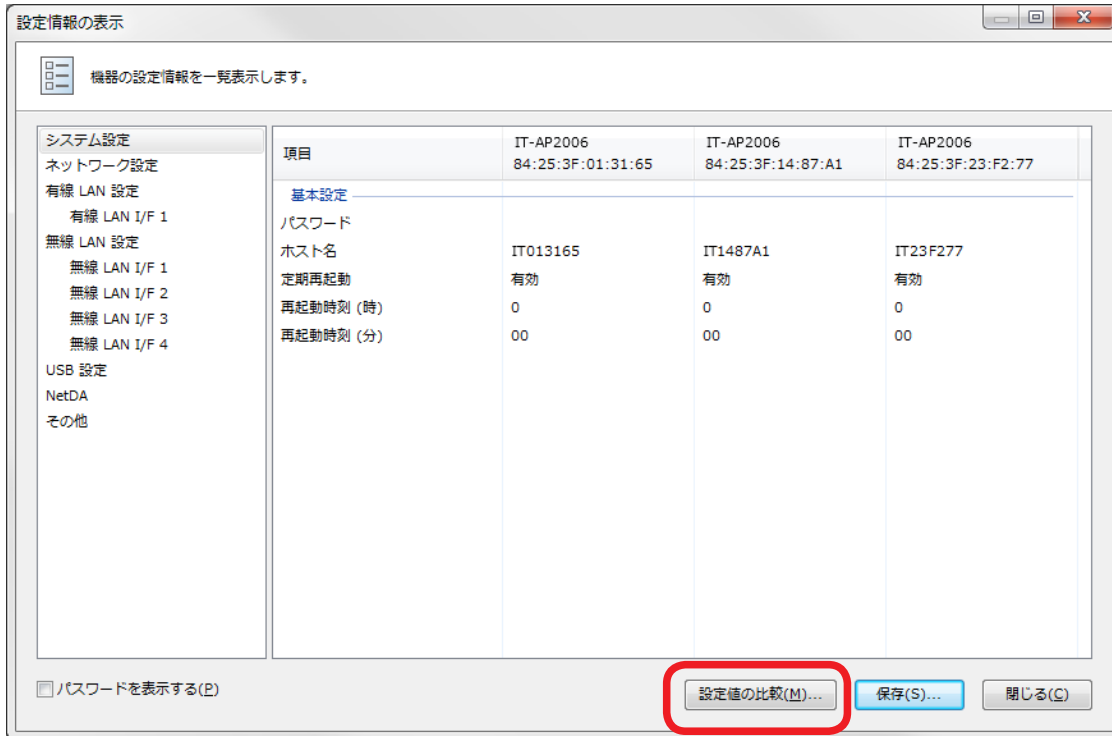 設定情報の表示
機器の設定情報を一覧表示します。
システム設定
ネットワーク設定
有線 LAN 設定
有線 LAN I/F 1
無線 LAN 設定
無線 LAN I/F 1
無線 LAN I/F 2
無線 LAN I/F 3
無線 LAN I/F 4
USB 設定
NetDA
その他
項目 IT-AP2006 IT-AP2006 IT-AP2006
84:25:3F:01:31:65 84:25:3F:14:87:A1 84:25:3F:23:F2:77
基本設定
パスワード
ホスト名 IT013165 IT1487A1 IT23F277
定期再起動 有効 有効 有効
再起動時刻 (時) 0 0 0
再起動時刻 (分) 00 00 00
パスワードを表示する(P) 設定値の比較(M)... 保存(S)... 閉じる(C)